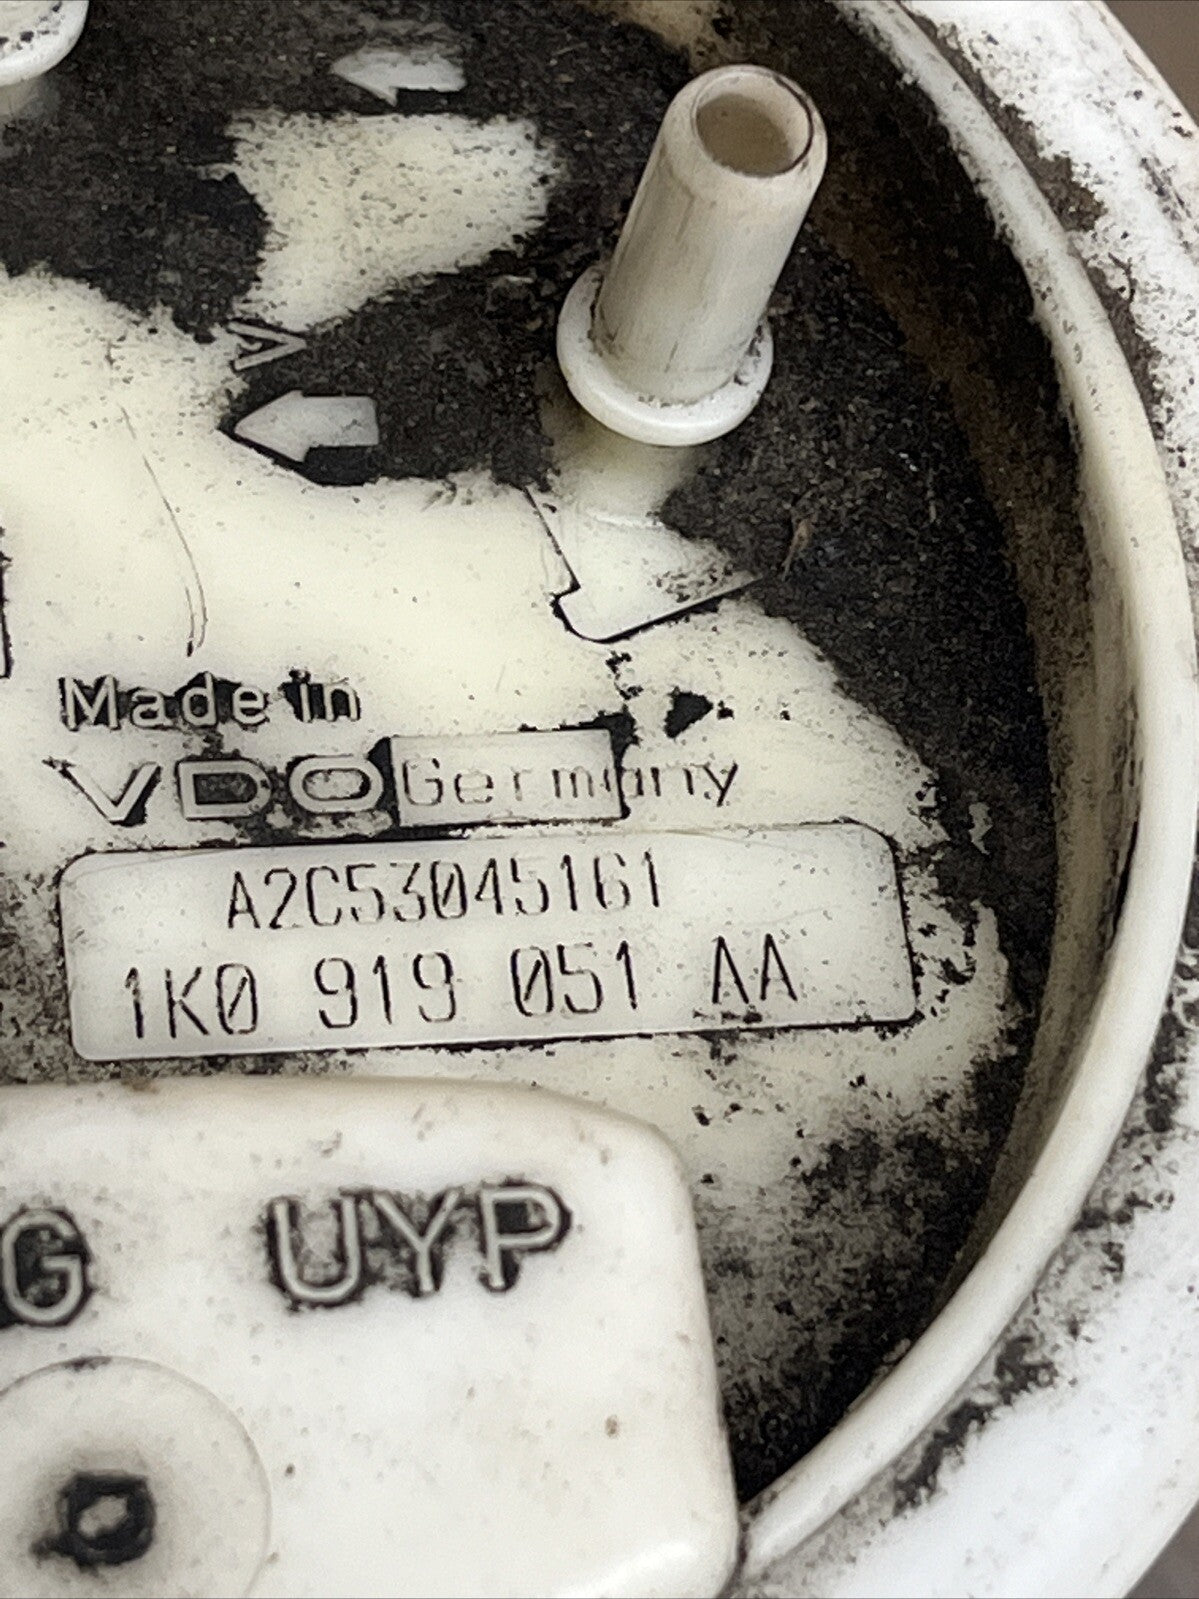 Made in
VDO Germany
A2C53045161
1K0 919 051 AA
G UYP